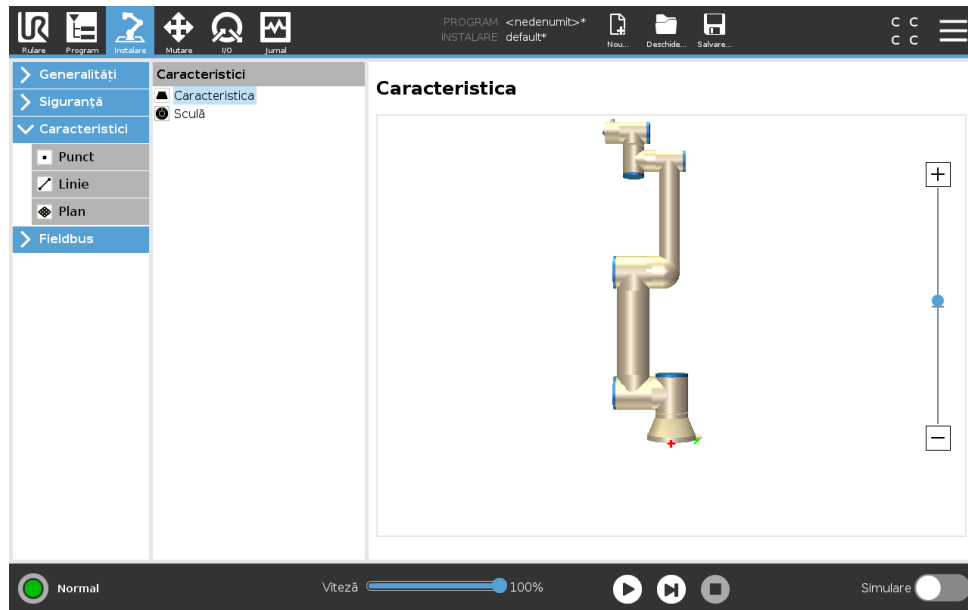 PROGRAM <nedenumit>*
INSTALARE default*
Rulare Program Instalare Mutare I/O Jurnal
Nou... Deschide... Salvare...
C C
C C
Generalități
Siguranță
Caracteristici
Punct
Linie
Plan
Fieldbus
Caracteristici
Caracteristica
Sculă
Caracteristica
Normal
Viteză 100%
Simulare